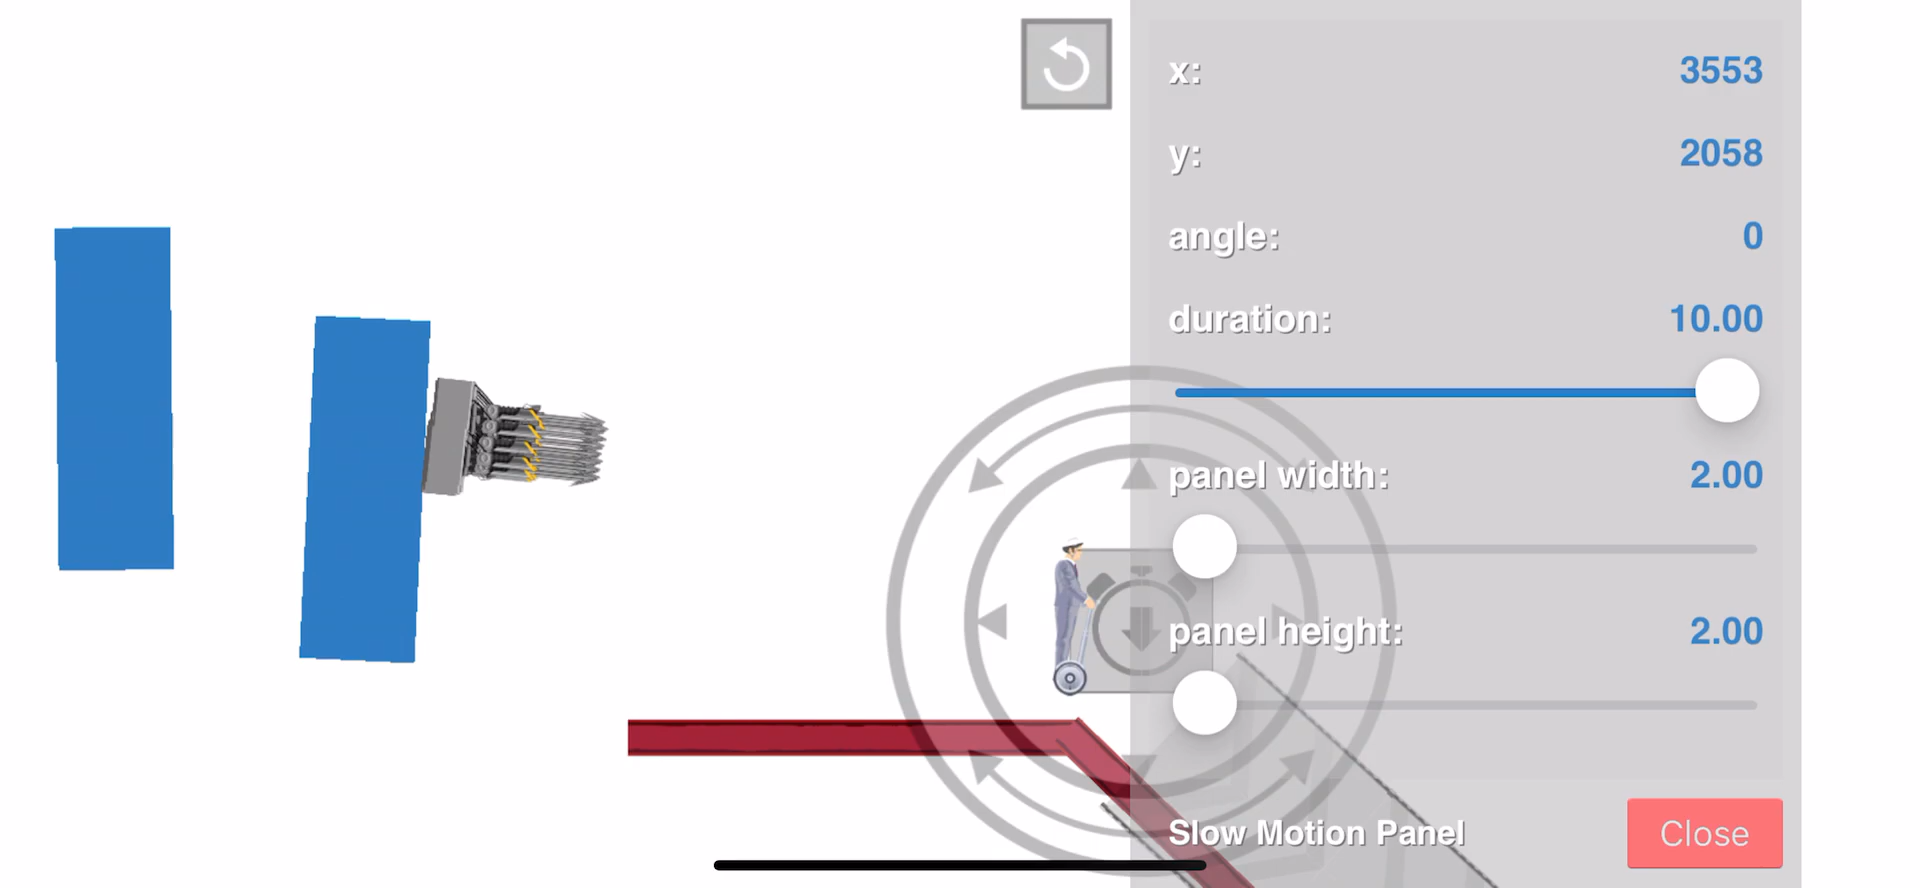 x: 3553
y: 2058
angle: 0
duration: 10.00
panel width: 2.00
panel height: 2.00
Slow Motion Panel Close